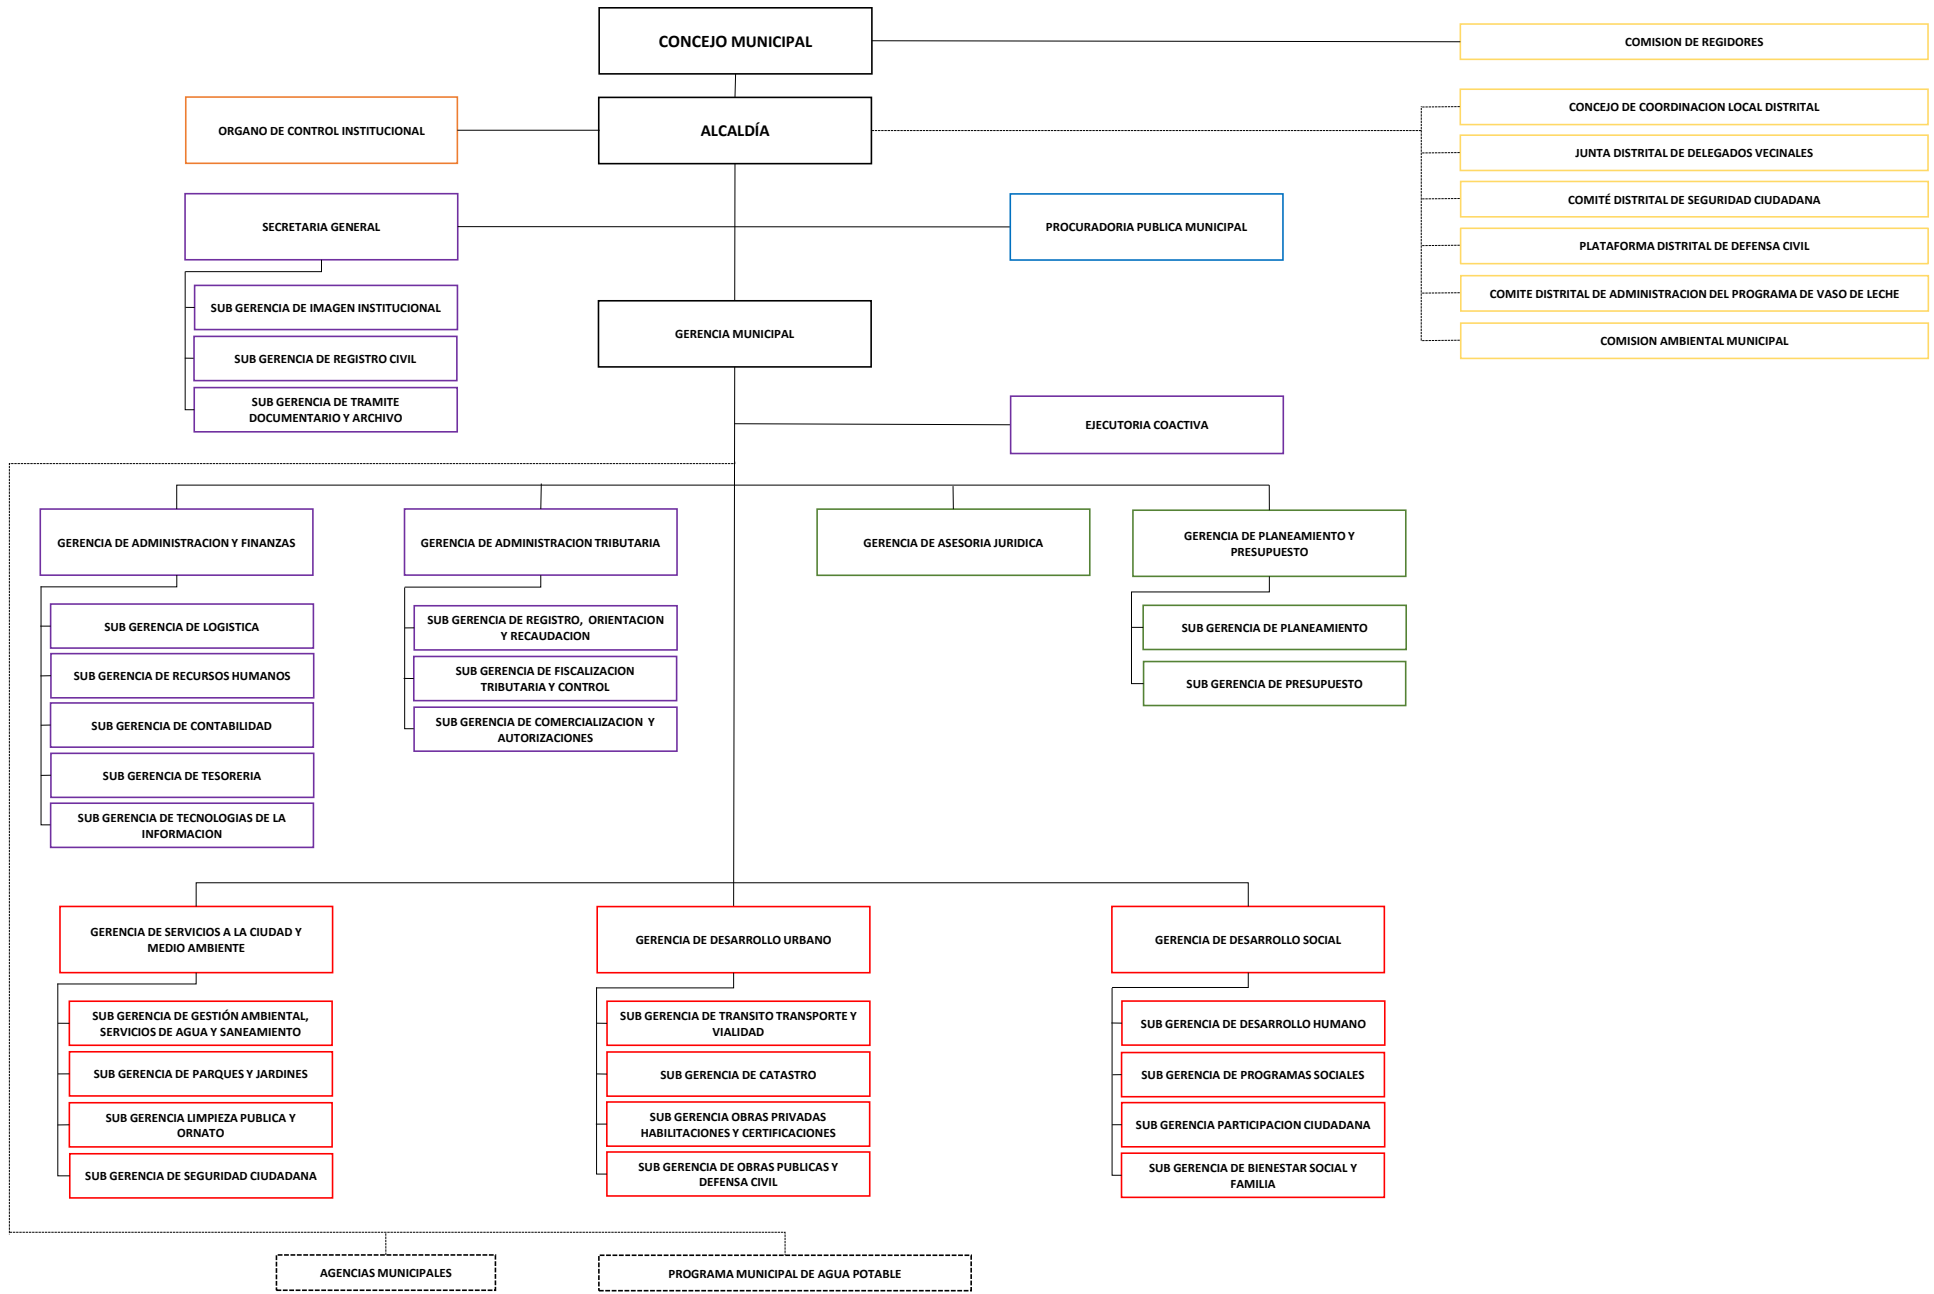 CONCEJO MUNICIPAL
COMISION DE REGIDORES
ORGANO DE CONTROL INSTITUCIONAL
ALCALDÍA
CONCEJO DE COORDINACION LOCAL DISTRITAL
JUNTA DISTRITAL DE DELEGADOS VECINALES
COMITÉ DISTRITAL DE SEGURIDAD CIUDADANA
PLATAFORMA DISTRITAL DE DEFENSA CIVIL
COMITE DISTRITAL DE ADMINISTRACION DEL PROGRAMA DE VASO DE LECHE
COMISION AMBIENTAL MUNICIPAL
SECRETARIA GENERAL
PROCURADORIA PUBLICA MUNICIPAL
SUB GERENCIA DE IMAGEN INSTITUCIONAL
SUB GERENCIA DE REGISTRO CIVIL
SUB GERENCIA DE TRAMITE
DOCUMENTARIO Y ARCHIVO
GERENCIA MUNICIPAL
EJECUTORIA COACTIVA
GERENCIA DE ADMINISTRACION Y FINANZAS
SUB GERENCIA DE LOGISTICA
SUB GERENCIA DE RECURSOS HUMANOS
SUB GERENCIA DE CONTABILIDAD
SUB GERENCIA DE TESORERIA
SUB GERENCIA DE TECNOLOGIAS DE LA
INFORMACION
GERENCIA DE ADMINISTRACION TRIBUTARIA
SUB GERENCIA DE REGISTRO, ORIENTACION
Y RECAUDACION
SUB GERENCIA DE FISCALIZACION
TRIBUTARIA Y CONTROL
SUB GERENCIA DE COMERCIALIZACION Y
AUTORIZACIONES
GERENCIA DE ASESORIA JURIDICA
GERENCIA DE PLANEAMIENTO Y
PRESUPUESTO
SUB GERENCIA DE PLANEAMIENTO
SUB GERENCIA DE PRESUPUESTO
GERENCIA DE SERVICIOS A LA CIUDAD Y
MEDIO AMBIENTE
SUB GERENCIA DE GESTIÓN AMBIENTAL,
SERVICIOS DE AGUA Y SANEAMIENTO
SUB GERENCIA DE PARQUES Y JARDINES
SUB GERENCIA LIMPIEZA PUBLICA Y
ORNATO
SUB GERENCIA DE SEGURIDAD CIUDADANA
GERENCIA DE DESARROLLO URBANO
SUB GERENCIA DE TRANSITO TRANSPORTE Y
VIALIDAD
SUB GERENCIA DE CATASTRO
SUB GERENCIA OBRAS PRIVADAS
HABILITACIONES Y CERTIFICACIONES
SUB GERENCIA DE OBRAS PUBLICAS Y
DEFENSA CIVIL
GERENCIA DE DESARROLLO SOCIAL
SUB GERENCIA DE DESARROLLO HUMANO
SUB GERENCIA DE PROGRAMAS SOCIALES
SUB GERENCIA PARTICIPACION CIUDADANA
SUB GERENCIA DE BIENESTAR SOCIAL Y
FAMILIA
AGENCIAS MUNICIPALES
PROGRAMA MUNICIPAL DE AGUA POTABLE